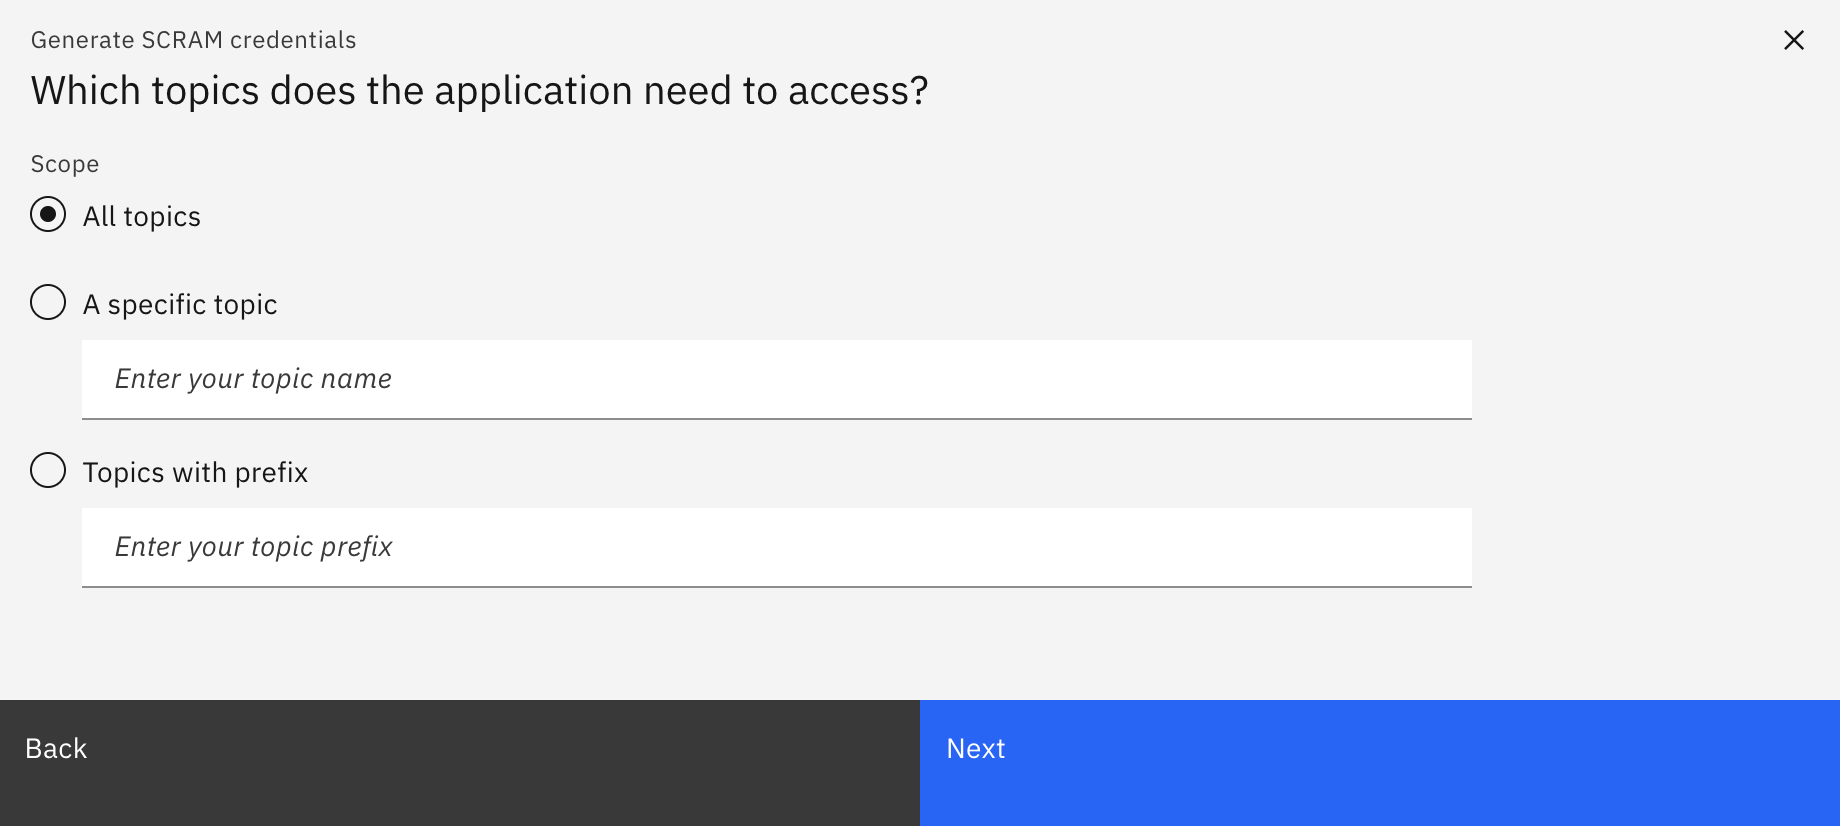 Generate SCRAM credentials
Which topics does the application need to access?
Scope
All topics
A specific topic
Enter your topic name
Topics with prefix
Enter your topic prefix
Back
Next